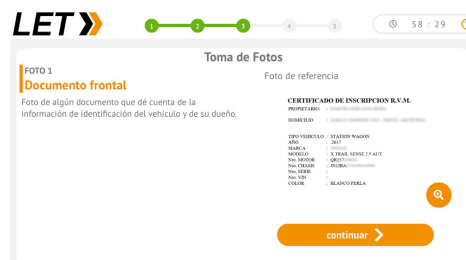 LET
1 2 3 4 5
58 : 29
Toma de Fotos
FOTO 1
Documento frontal
Foto de algún documento que dé cuenta de la
información de identificación del vehículo y de su dueño.
Foto de referencia
CERTIFICADO DE INSCRIPCION R.V.M.
PROPIETARIO :
DOMICILIO :
TIPO VEHICULO : STATION WAGON
AÑO : 2017
MARCA :
MODELO : X TRAIL SENSE 2.5 AUT
Nro. MOTOR : QR25
Nro. CHASIS : JN1JBA
Nro. SERIE :
Nro. VIN :
COLOR : BLANCO PERLA
continuar